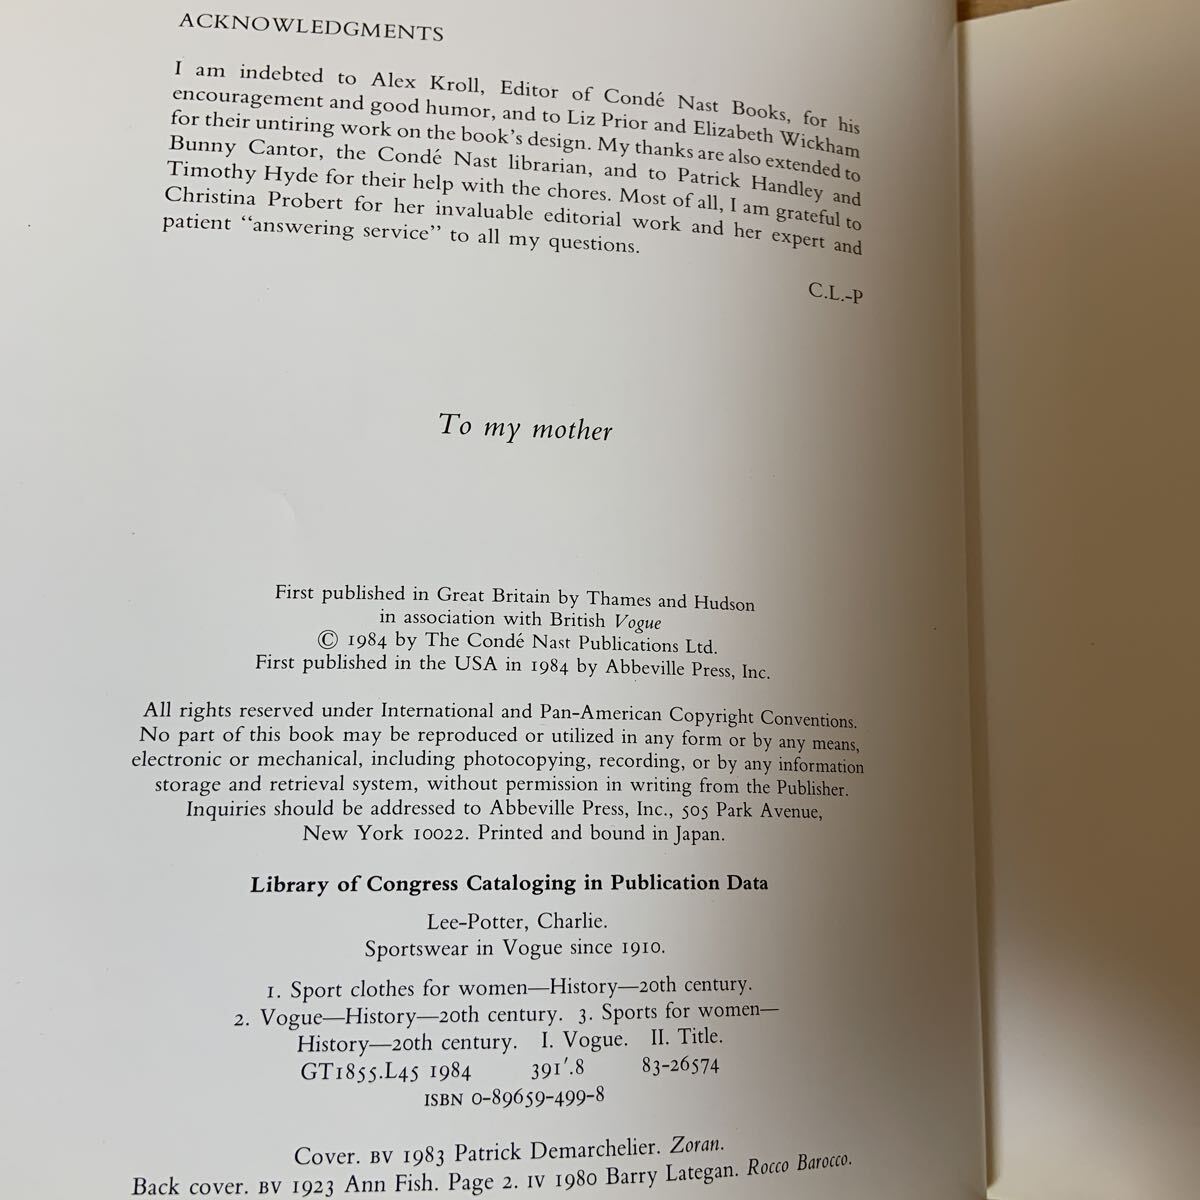 ACKNOWLEDGMENTS
I am indebted to Alex Kroll, Editor of Condé Nast Books, for his
encouragement and good humor, and to Liz Prior and Elizabeth Wickham
for their untiring work on the book's design. My thanks are also extended to
Bunny Cantor, the Condé Nast librarian, and to Patrick Handley and
Timothy Hyde for their help with the chores. Most of all, I am grateful to
Christina Probert for her invaluable editorial work and her expert and
patient “answering service” to all my questions.
C.L.-P
To my mother
First published in Great Britain by Thames and Hudson
in association with British Vogue
© 1984 by The Condé Nast Publications Ltd.
First published in the USA in 1984 by Abbeville Press, Inc.
All rights reserved under International and Pan-American Copyright Conventions.
No part of this book may be reproduced or utilized in any form or by any means,
electronic or mechanical, including photocopying, recording, or by any information
storage and retrieval system, without permission in writing from the Publisher.
Inquiries should be addressed to Abbeville Press, Inc., 505 Park Avenue,
New York 10022. Printed and bound in Japan.
Library of Congress Cataloging in Publication Data
Lee-Potter, Charlie.
Sportswear in Vogue since 1910.
1. Sport clothes for women—History—20th century.
2. Vogue—History—20th century. 3. Sports for women—
History—20th century. I. Vogue. II. Title.
GT1855.L45 1984 391′.8 83-26574
ISBN 0-89659-499-8
Cover. BV 1983 Patrick Demarchelier. Zoran.
Back cover. BV 1923 Ann Fish. Page 2. IV 1980 Barry Lategan. Rocco Barocco.